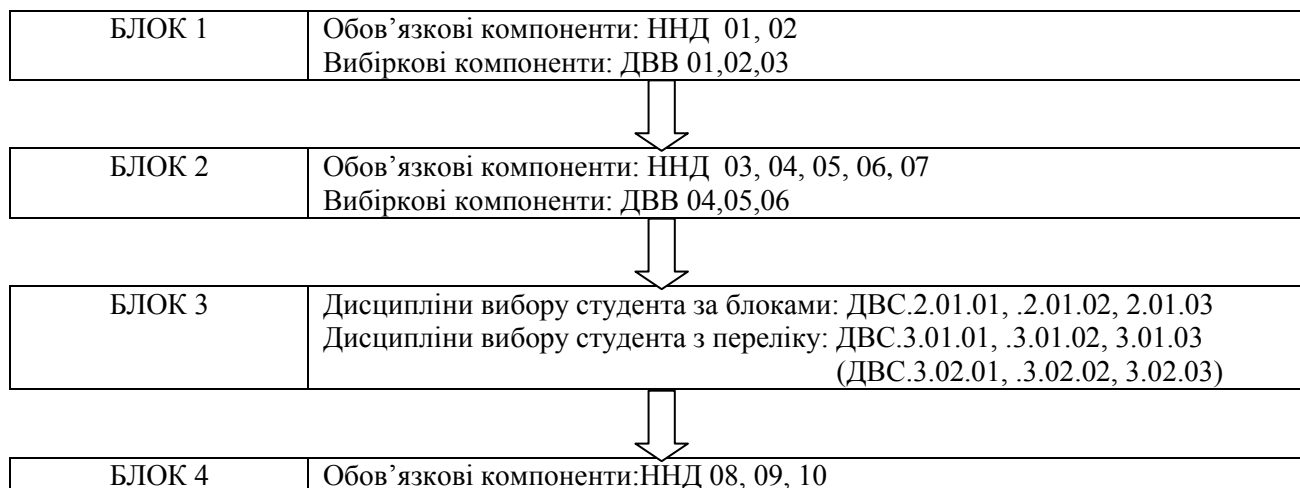 БЛОК 1
Обов’язкові компоненти: ННД 01, 02
Вибіркові компоненти: ДВВ 01,02,03
БЛОК 2
Обов’язкові компоненти: ННД 03, 04, 05, 06, 07
Вибіркові компоненти: ДВВ 04,05,06
БЛОК 3
Дисципліни вибору студента за блоками: ДВС.2.01.01, .2.01.02, 2.01.03
Дисципліни вибору студента з переліку: ДВС.3.01.01, .3.01.02, 3.01.03
(ДВС.3.02.01, .3.02.02, 3.02.03)
БЛОК 4
Обов’язкові компоненти:ННД 08, 09, 10